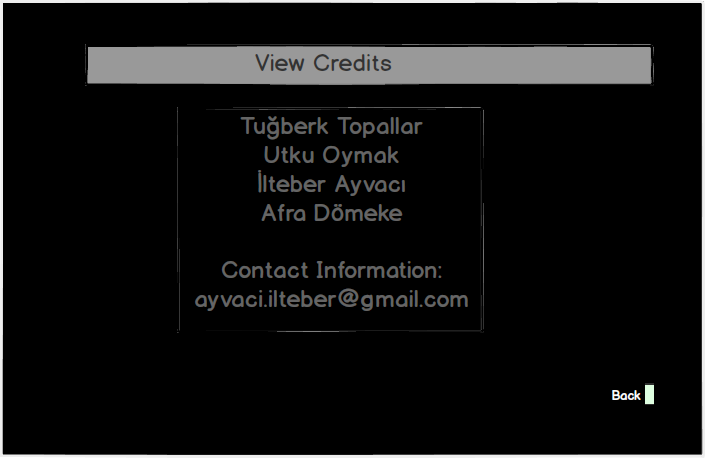 View Credits
Tuğberk Topallar
Utku Oymak
İlteber Ayvacı
Afra Dömeke
Contact Information:
ayvaci.ilteber@gmail.com
Back